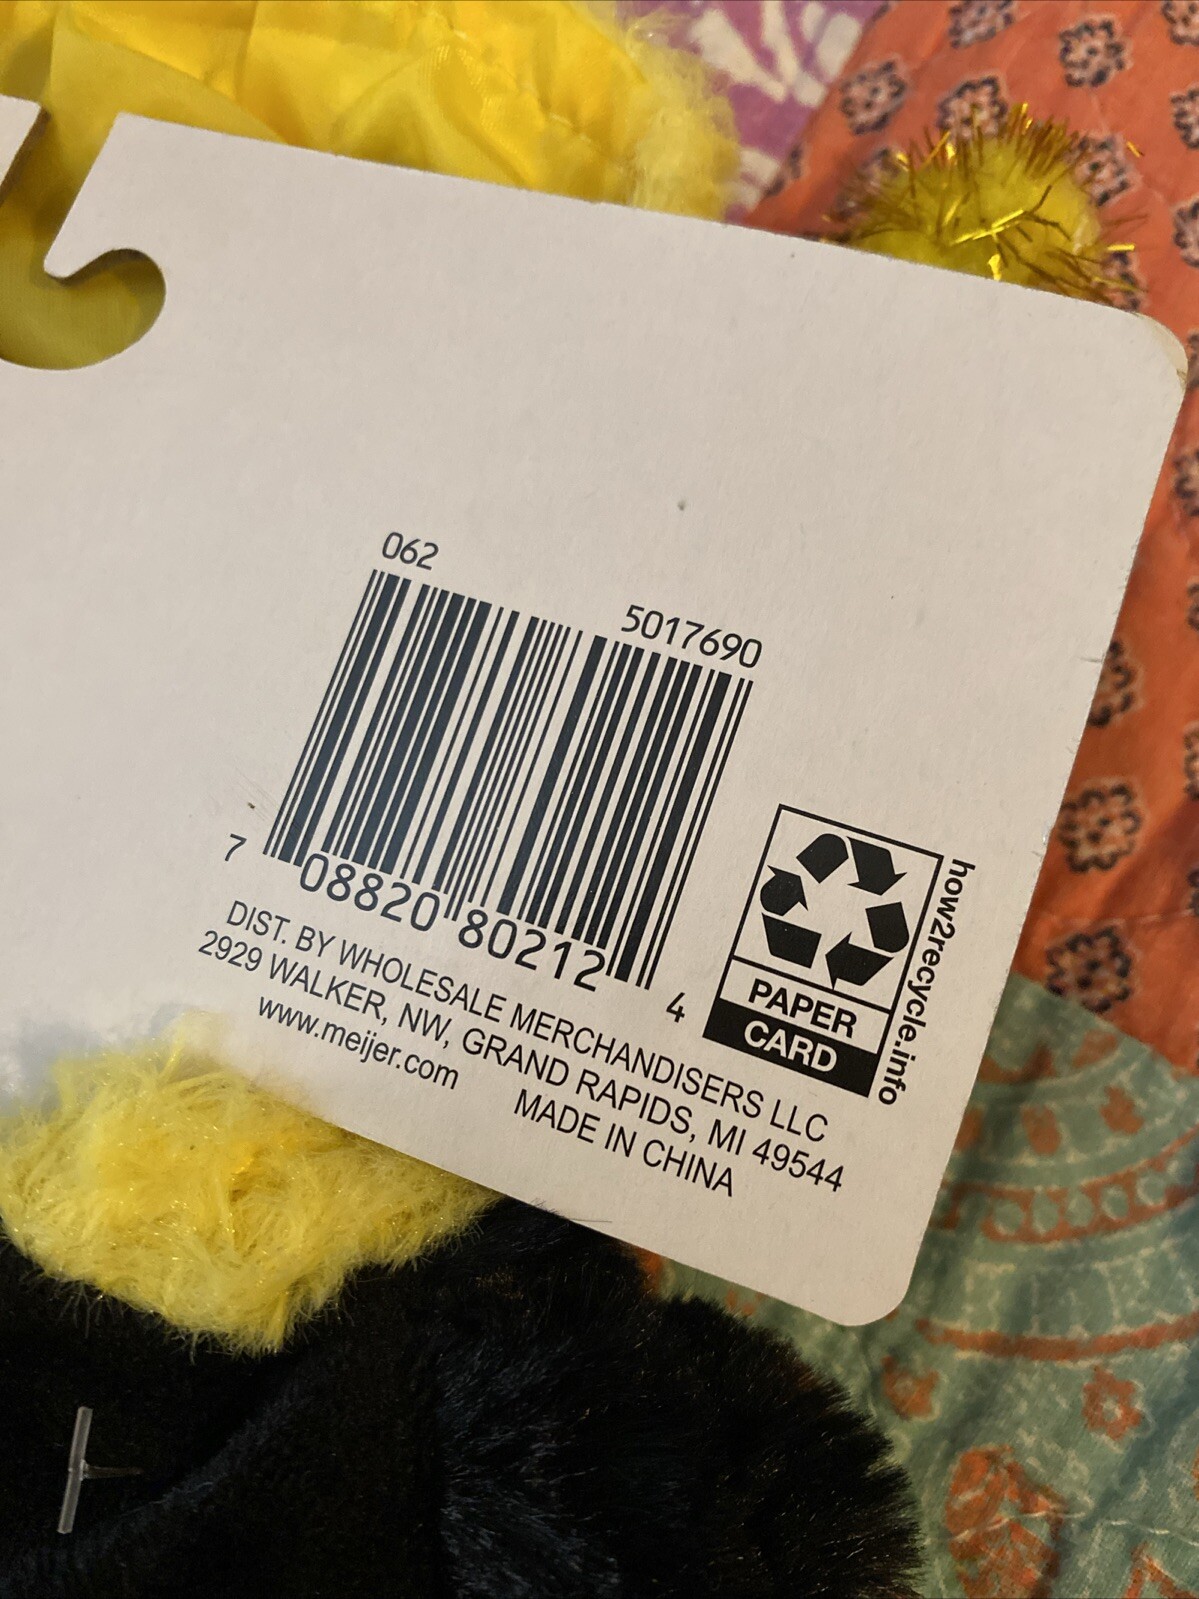 062
5017690
7 08820 80212 4
DIST. BY WHOLESALE MERCHANDISERS LLC
2929 WALKER, NW, GRAND RAPIDS, MI 49544
www.meijer.com MADE IN CHINA
PAPER
CARD
how2recycle.info